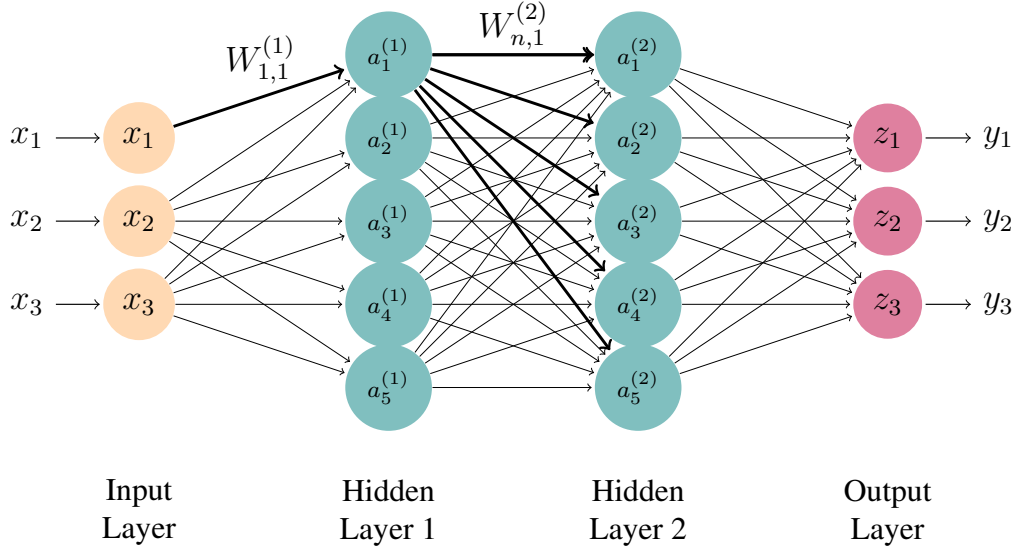 W_{1,1}^{(1)} W_{n,1}^{(2)}
a_1^{(1)} a_1^{(2)}
x_1 x_1 a_2^{(1)} a_2^{(2)} z_1 y_1
x_2 x_2 a_3^{(1)} a_3^{(2)} z_2 y_2
x_3 x_3 a_4^{(1)} a_4^{(2)} z_3 y_3
a_5^{(1)} a_5^{(2)}
Input Hidden Hidden Output
Layer Layer 1 Layer 2 Layer